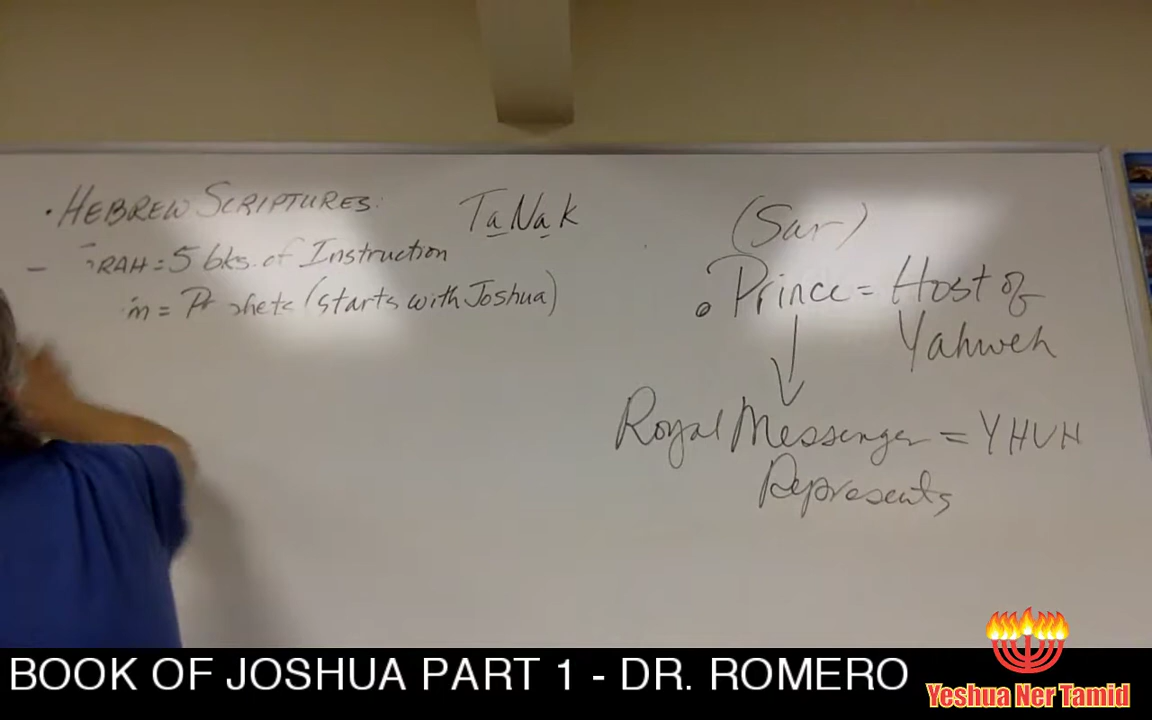 · HEBREW SCRIPTURES:
TaNaK
RAH = 5 bks. of Instruction
(starts with Joshua)
(Sar)
Prince = Host of
Yahweh
Royal Messenger = YHVH
Represents
BOOK OF JOSHUA PART 1 - DR. ROMERO
Yeshua Ner Tamid